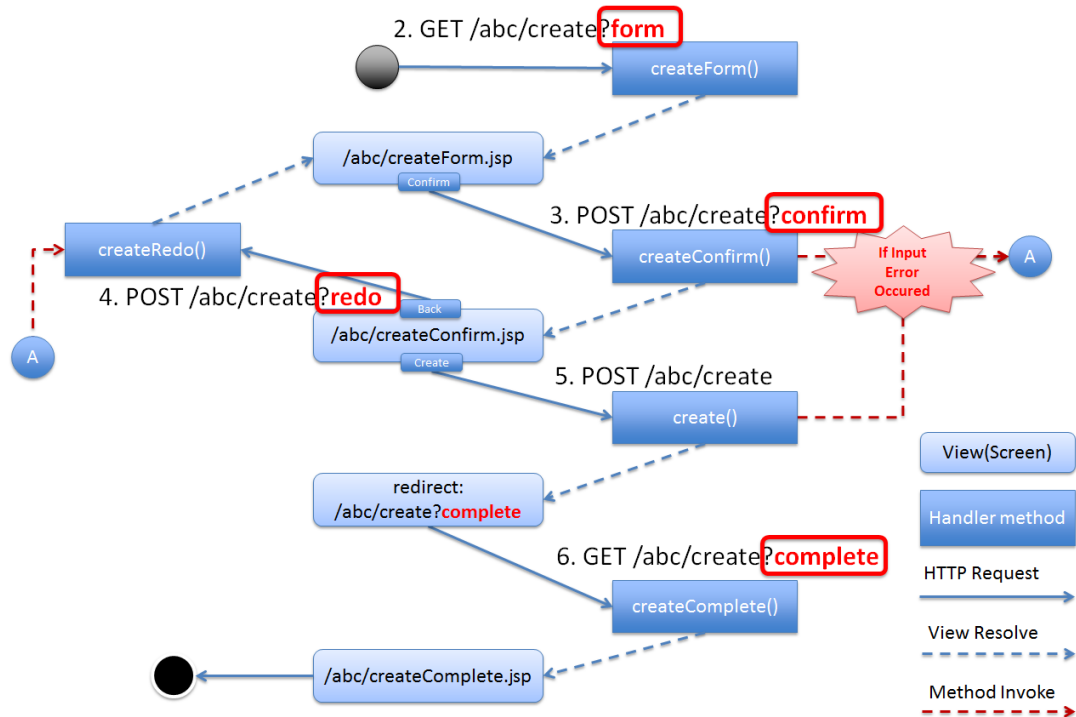 2. GET /abc/create?form
createForm()
/abc/createForm.jsp
Confirm
3. POST /abc/create?confirm
createRedo()
createConfirm()
If Input
Error
Occured
A
4. POST /abc/create?redo
Back
/abc/createConfirm.jsp
A
Create
5. POST /abc/create
create()
View(Screen)
redirect:
/abc/create?complete
Handler method
6. GET /abc/create?complete
HTTP Request
createComplete()
View Resolve
/abc/createComplete.jsp
Method Invoke